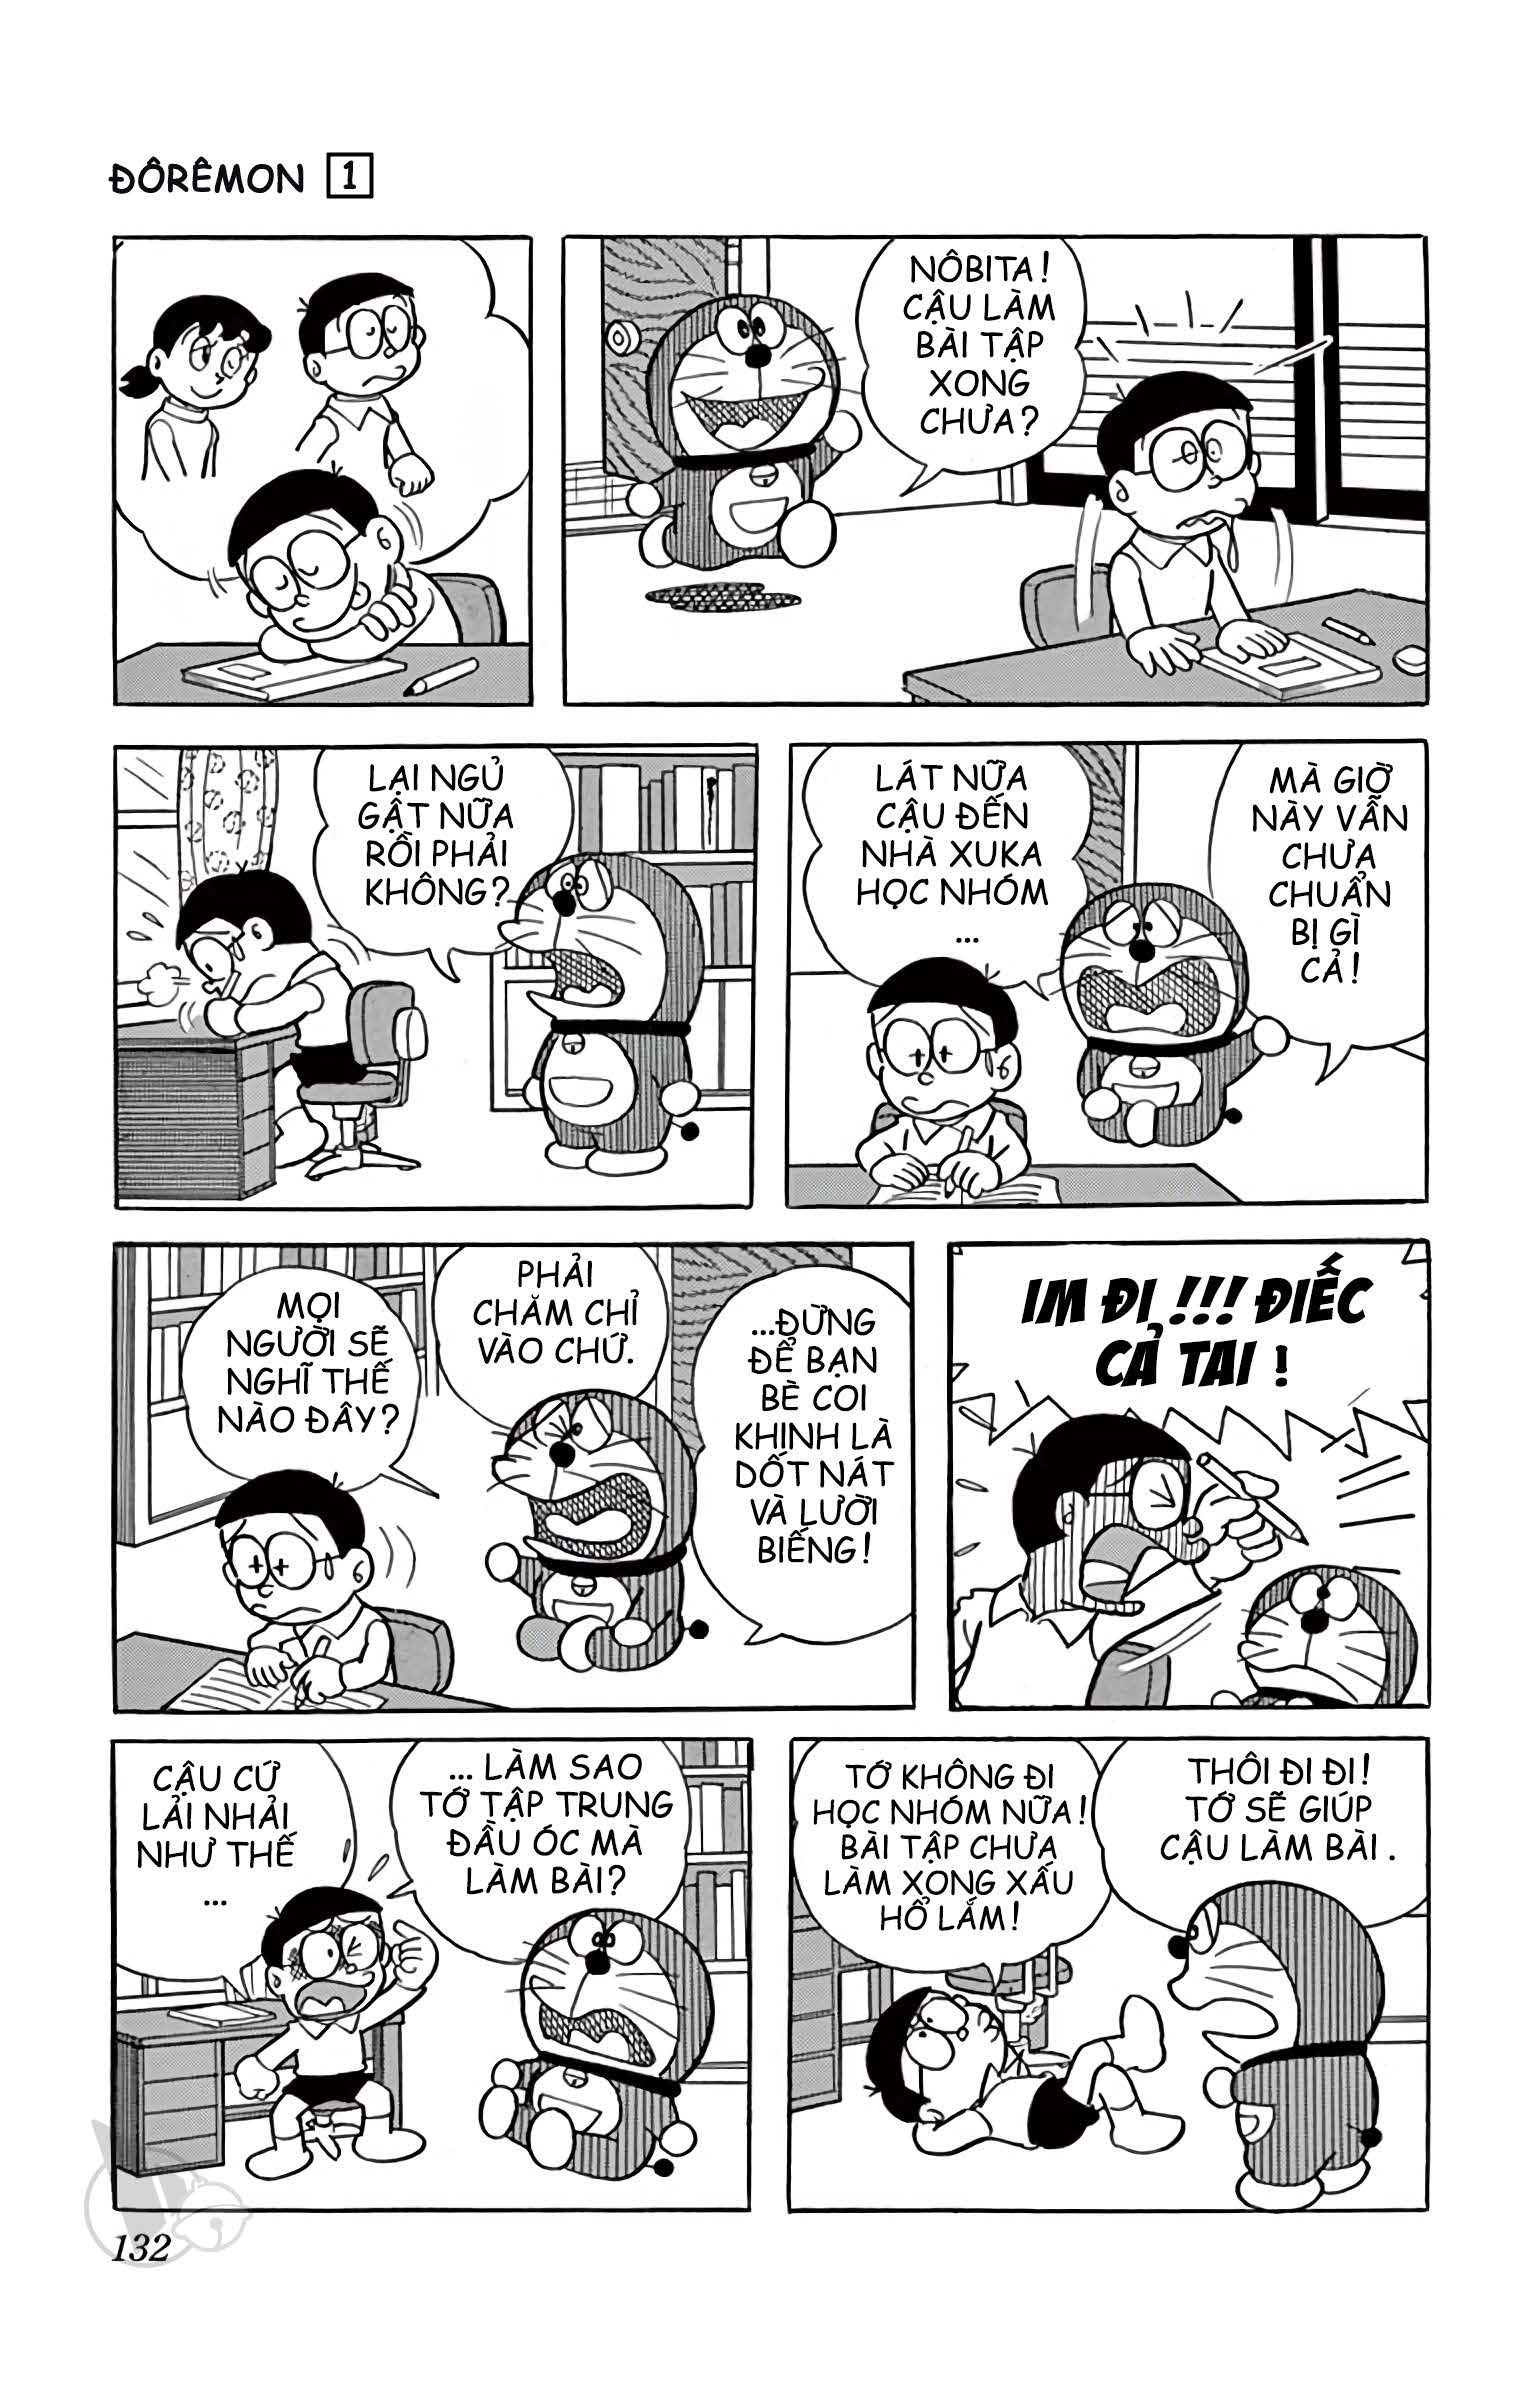 ĐÔRÊMON 1
NÔBITA!
CẬU LÀM
BÀI TẬP
XONG
CHƯA?
LẠI NGỦ
GẬT NỮA
RỒI PHẢI
KHÔNG?
LÁT NỮA
CẬU ĐẾN
NHÀ XUKA
HỌC NHÓM
...
MÀ GIỜ
NÀY VẪN
CHƯA
CHUẨN
BỊ GÌ
CẢ!
MỌI
NGƯỜI SẼ
NGHĨ THẾ
NÀO ĐÂY?
PHẢI
CHĂM CHỈ
VÀO CHỨ.
...ĐỪNG
ĐỂ BẠN
BÈ COI
KHINH LÀ
DỐT NÁT
VÀ LƯỜI
BIẾNG!
IM ĐI !!! ĐIẾC
CẢ TAI !
CẬU CỨ
LẢI NHẢI
NHƯ THẾ
...
... LÀM SAO
TỚ TẬP TRUNG
ĐẦU ÓC MÀ
LÀM BÀI?
TỚ KHÔNG ĐI
HỌC NHÓM NỮA!
BÀI TẬP CHƯA
LÀM XONG XẤU
HỔ LẮM!
THÔI ĐI ĐI!
TỚ SẼ GIÚP
CẬU LÀM BÀI.
132